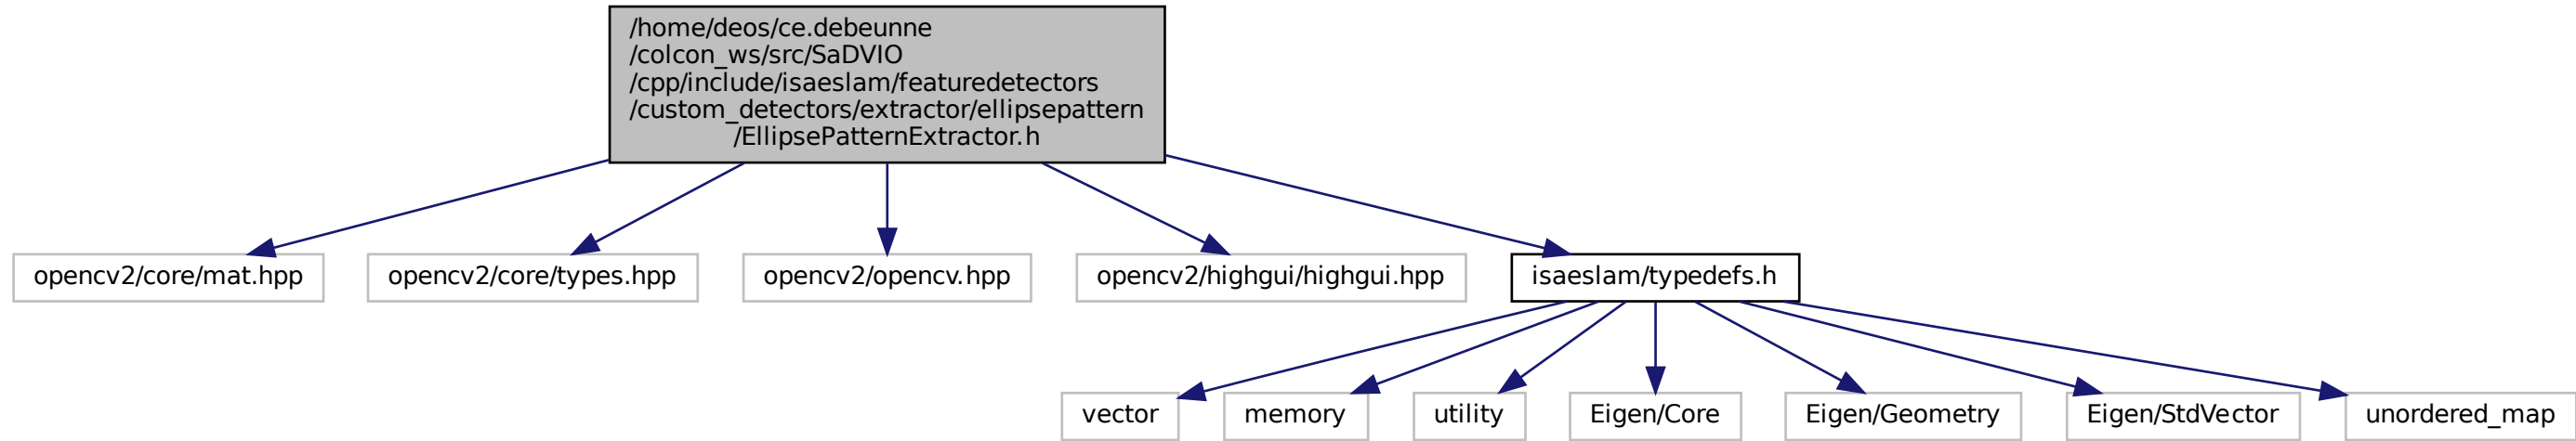 /home/deos/ce.debeunne
/colcon_ws/src/SaDVIO
/cpp/include/isaeslam/featuredetectors
/custom_detectors/extractor/ellipsepattern
/EllipsePatternExtractor.h
opencv2/core/mat.hpp
opencv2/core/types.hpp
opencv2/opencv.hpp
opencv2/highgui/highgui.hpp
isaeslam/typedefs.h
vector
memory
utility
Eigen/Core
Eigen/Geometry
Eigen/StdVector
unordered_map